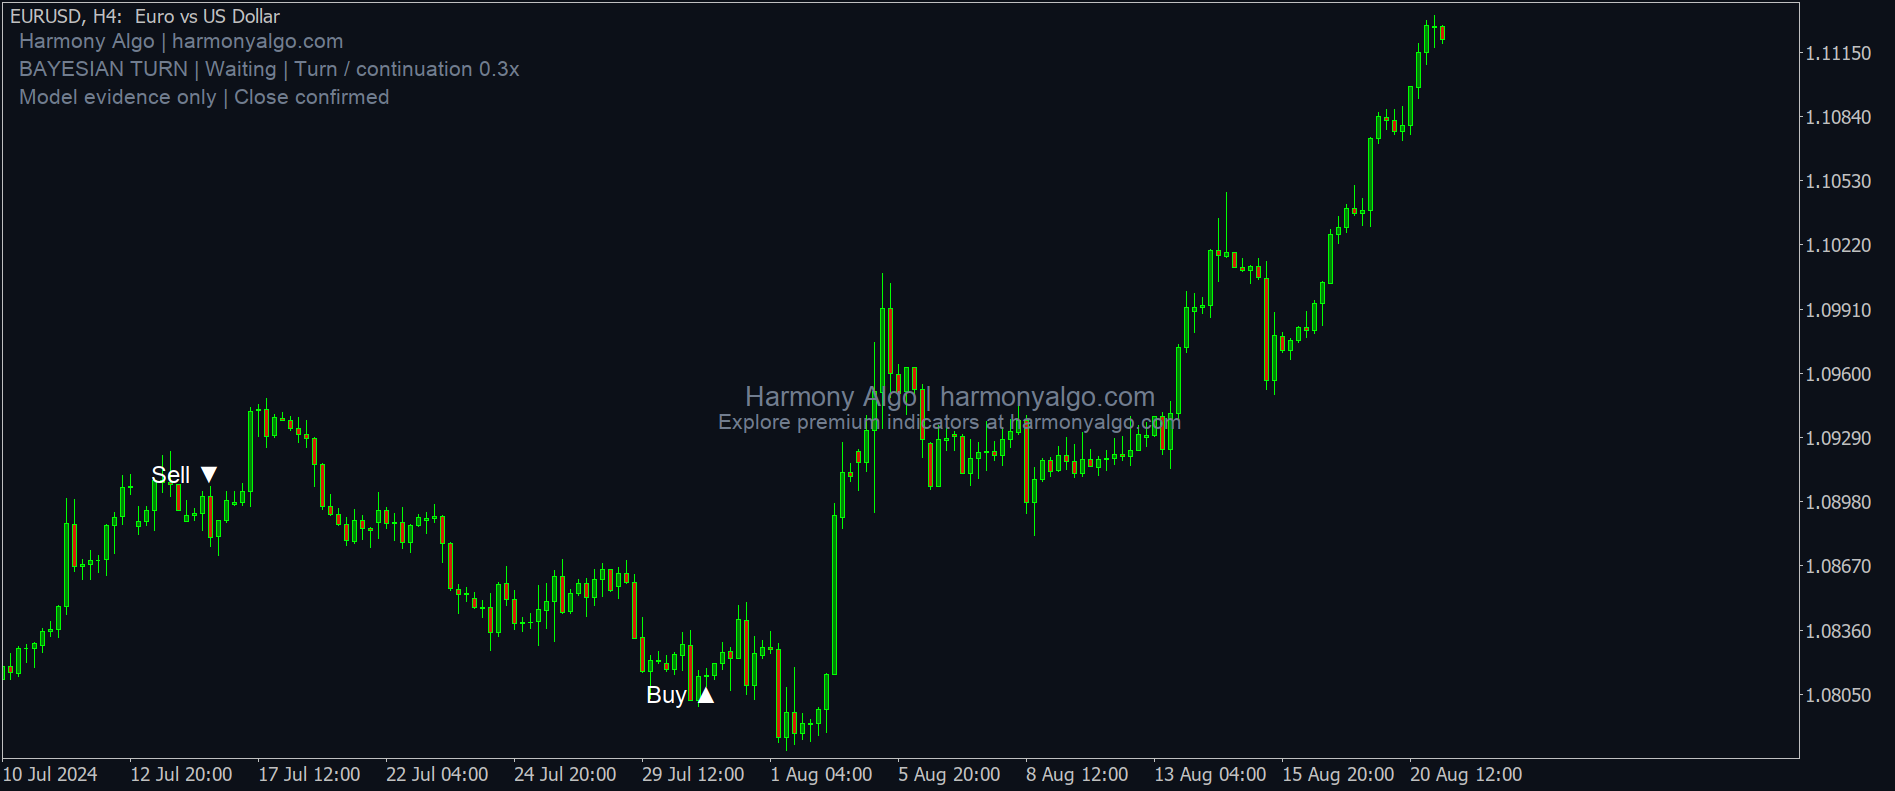 EURUSD, H4:  Euro vs US Dollar
Harmony Algo | harmonyalgo.com
BAYESIAN TURN | Waiting | Turn / continuation 0.3x
Model evidence only | Close confirmed
1.11150
1.10840
1.10530
1.10220
1.09910
1.09600
Harmony Algo | harmonyalgo.com
Explore premium indicators at harmonyalgo.com
1.09290
Sell ▼
1.08980
1.08670
1.08360
Buy ▲
1.08050
10 Jul 2024 12 Jul 20:00 17 Jul 12:00 22 Jul 04:00 24 Jul 20:00 29 Jul 12:00 1 Aug 04:00 5 Aug 20:00 8 Aug 12:00 13 Aug 04:00 15 Aug 20:00 20 Aug 12:00